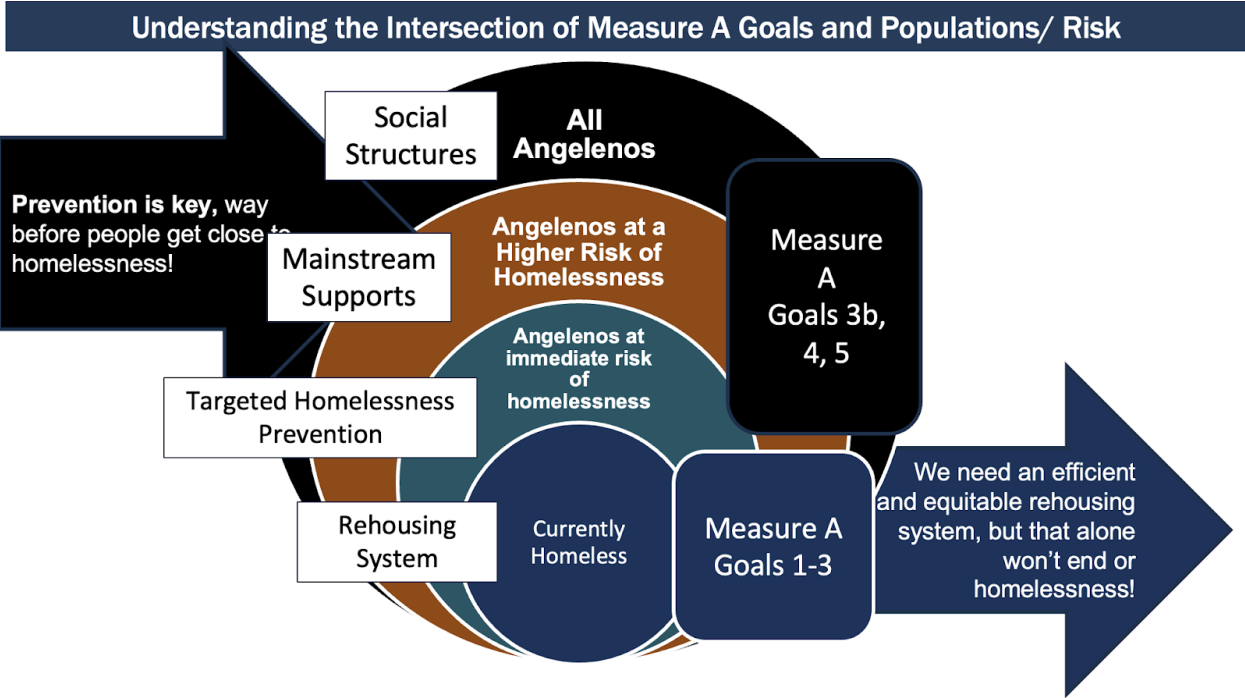 Understanding the Intersection of Measure A Goals and Populations/ Risk
Social
Structures
All
Angelenos
Prevention is key, way
before people get close to
homelessness!
Mainstream
Supports
Angelenos at a
Higher Risk of
Homelessness
Measure
A
Goals 3b,
4, 5
Angelenos at
immediate risk
of
homelessness
Targeted Homelessness
Prevention
Rehousing
System
Currently
Homeless
Measure A
Goals 1-3
We need an efficient
and equitable rehousing
system, but that alone
won’t end or
homelessness!